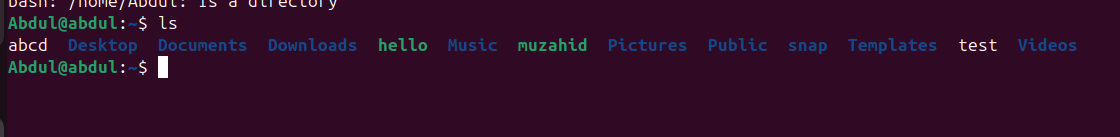 bash: /home/Abdul: Is a directory
Abdul@abdul:~$ ls
abcd Desktop Documents Downloads hello Music muzahid Pictures Public snap Templates test Videos
Abdul@abdul:~$